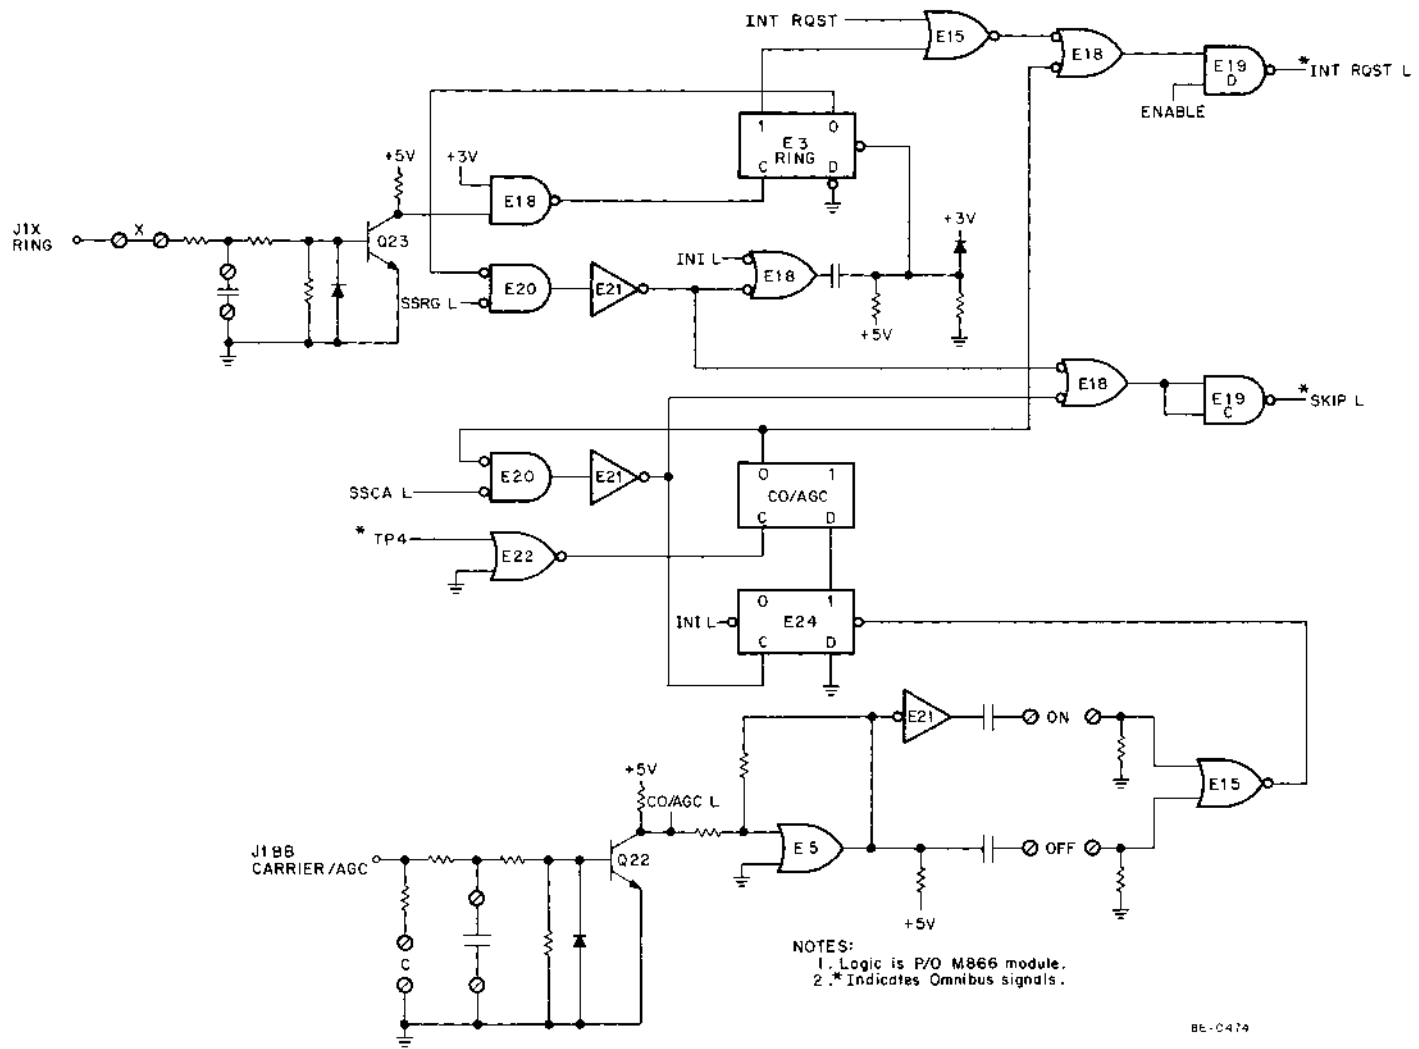 INT RQST
E15
E18
E19
D
* INT RQST L
ENABLE
1 0
E3
RING
C D
+5V
+3V
E18
J1X
RING
X
Q23
+3V
INI L
E18
E20
E21
SSRG L
+5V
E18
E19
C
* SKIP L
E20
E21
SSCA L
0 1
CO/AGC
C D
* TP4
E22
0 1
INI L
E24
C D
E21
ON
+5V
CO/AGC L
E15
J1BB
CARRIER/AGC
Q22
E5
OFF
+5V
C
NOTES:
1. Logic is P/O M866 module.
2.* Indicates Omnibus signals.
BE-0474